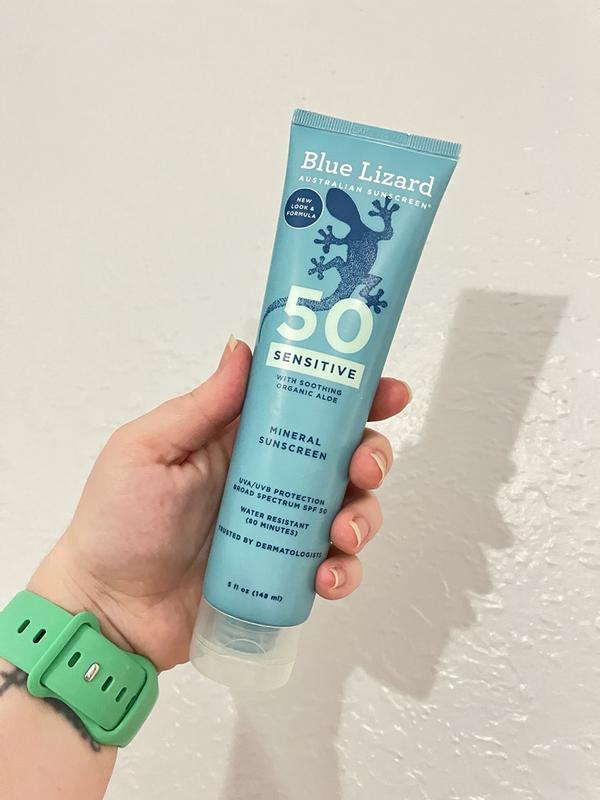 Blue Lizard
AUSTRALIAN SUNSCREEN®
NEW
LOOK &
FORMULA
50
SENSITIVE
WITH SOOTHING
ORGANIC ALOE
MINERAL
SUNSCREEN
UVA/UVB PROTECTION
BROAD SPECTRUM SPF 50
WATER RESISTANT
(80 MINUTES)
TRUSTED BY DERMATOLOGISTS
5 fl oz (148 ml)